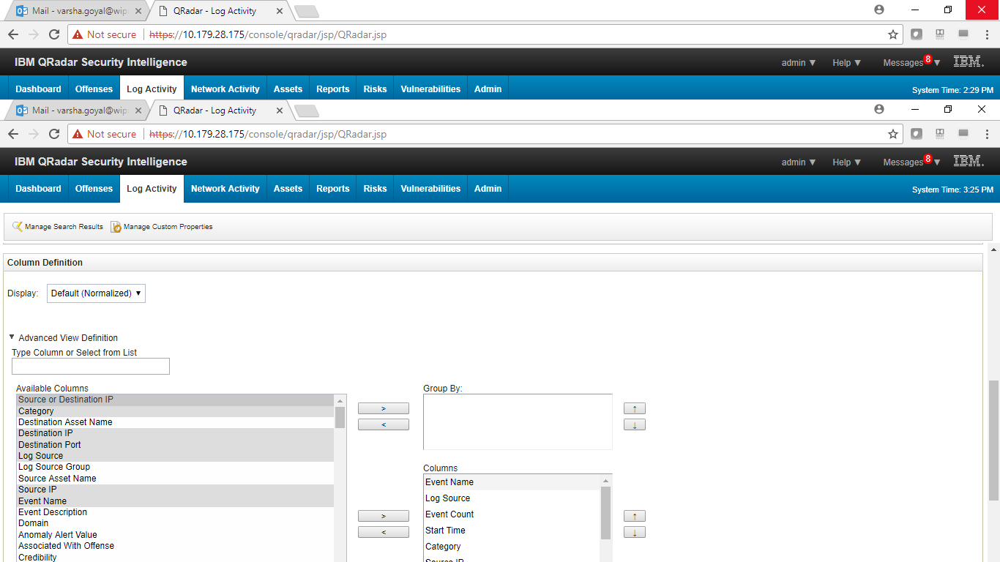 Mail - varsha.goyal@wip
QRadar - Log Activity
Not secure https://10.179.28.175/console/qradar/jsp/QRadar.jsp
IBM QRadar Security Intelligence admin ▼ Help ▼ Messages 8 ▼ IBM.
Dashboard Offenses Log Activity Network Activity Assets Reports Risks Vulnerabilities Admin System Time: 2:29 PM
Mail - varsha.goyal@wip
QRadar - Log Activity
Not secure https://10.179.28.175/console/qradar/jsp/QRadar.jsp
IBM QRadar Security Intelligence admin ▼ Help ▼ Messages 8 ▼ IBM.
Dashboard Offenses Log Activity Network Activity Assets Reports Risks Vulnerabilities Admin System Time: 3:25 PM
Manage Search Results Manage Custom Properties
Column Definition
Display: Default (Normalized) ▼
▼ Advanced View Definition
Type Column or Select from List
Available Columns
Source or Destination IP
Category
Destination Asset Name
Destination IP
Destination Port
Log Source
Log Source Group
Source Asset Name
Source IP
Event Name
Event Description
Domain
Anomaly Alert Value
Associated With Offense
Credibility
>
<
>
<
Group By:
↑
↓
Columns
Event Name
Log Source
Event Count
Start Time
Category
Source IP
↑
↓